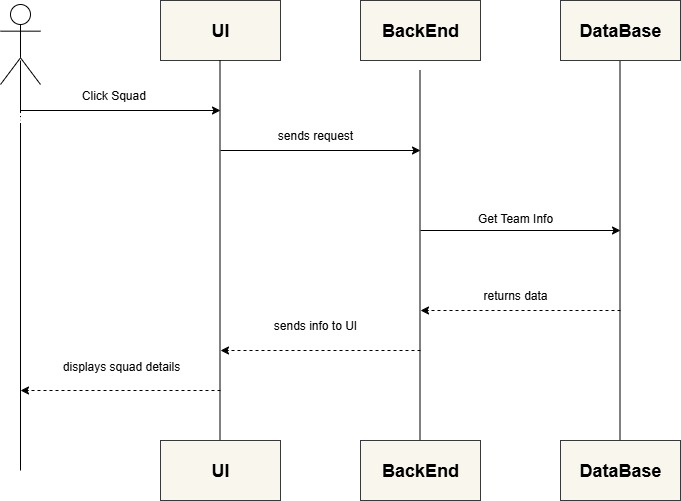 UI
BackEnd
DataBase
Click Squad
sends request
Get Team Info
returns data
sends info to UI
displays squad details
UI
BackEnd
DataBase